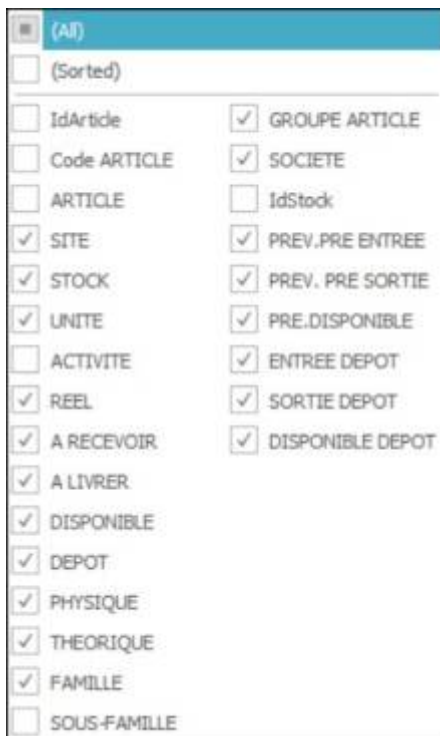 (All)
(Sorted)
IdArticle
Code ARTICLE
ARTICLE
SITE
STOCK
UNITE
ACTIVITE
REEL
A RECEVOIR
A LIVRER
DISPONIBLE
DEPOT
PHYSIQUE
THEORIQUE
FAMILLE
SOUS-FAMILLE
GROUPE ARTICLE
SOCIETE
IdStock
PREV.PRE ENTREE
PREV. PRE SORTIE
PRE.DISPONIBLE
ENTREE DEPOT
SORTIE DEPOT
DISPONIBLE DEPOT